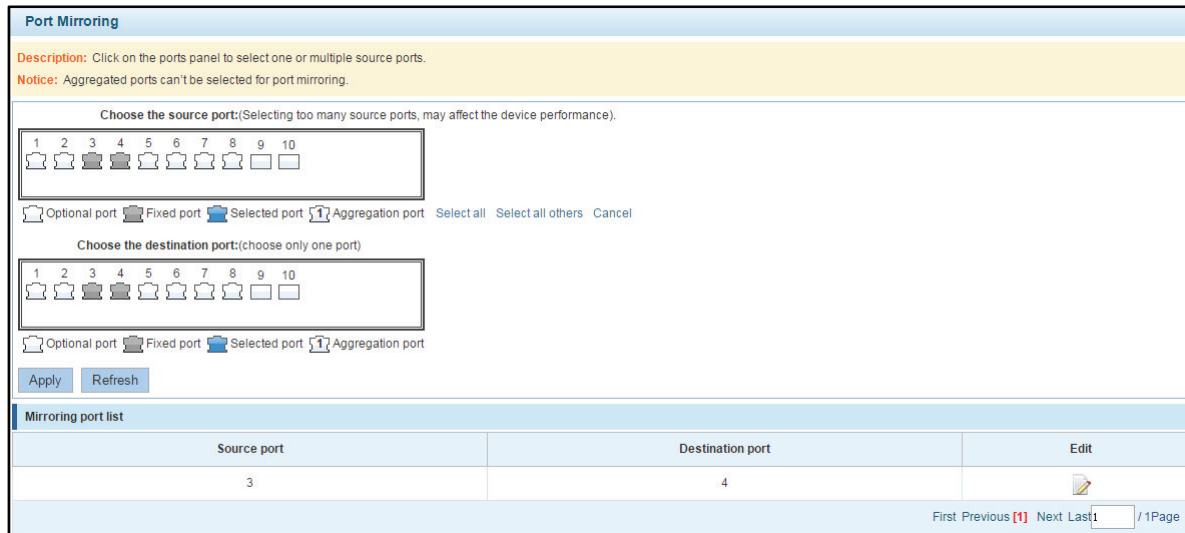 Port Mirroring
Description: Click on the ports panel to select one or multiple source ports.
Notice: Aggregated ports can't be selected for port mirroring.
Choose the source port:(Selecting too many source ports, may affect the device performance).
1 2 3 4 5 6 7 8 9 10
Optional port Fixed port Selected port 1 Aggregation port Select all Select all others Cancel
Choose the destination port:(choose only one port)
1 2 3 4 5 6 7 8 9 10
Optional port Fixed port Selected port 1 Aggregation port
Apply Refresh
Mirroring port list
Source port Destination port Edit
3 4
First Previous [1] Next Last 1 / 1Page